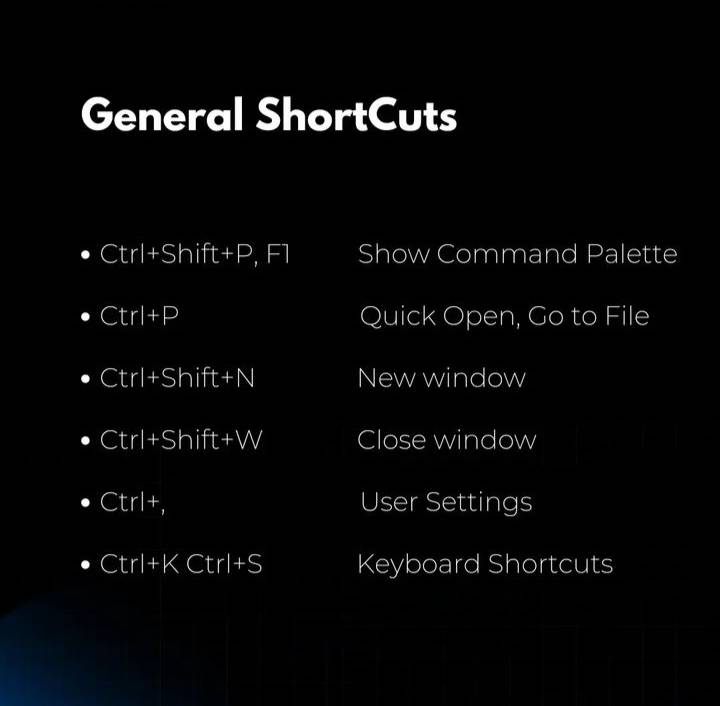 General ShortCuts
• Ctrl+Shift+P, F1 Show Command Palette
• Ctrl+P Quick Open, Go to File
• Ctrl+Shift+N New window
• Ctrl+Shift+W Close window
• Ctrl+, User Settings
• Ctrl+K Ctrl+S Keyboard Shortcuts